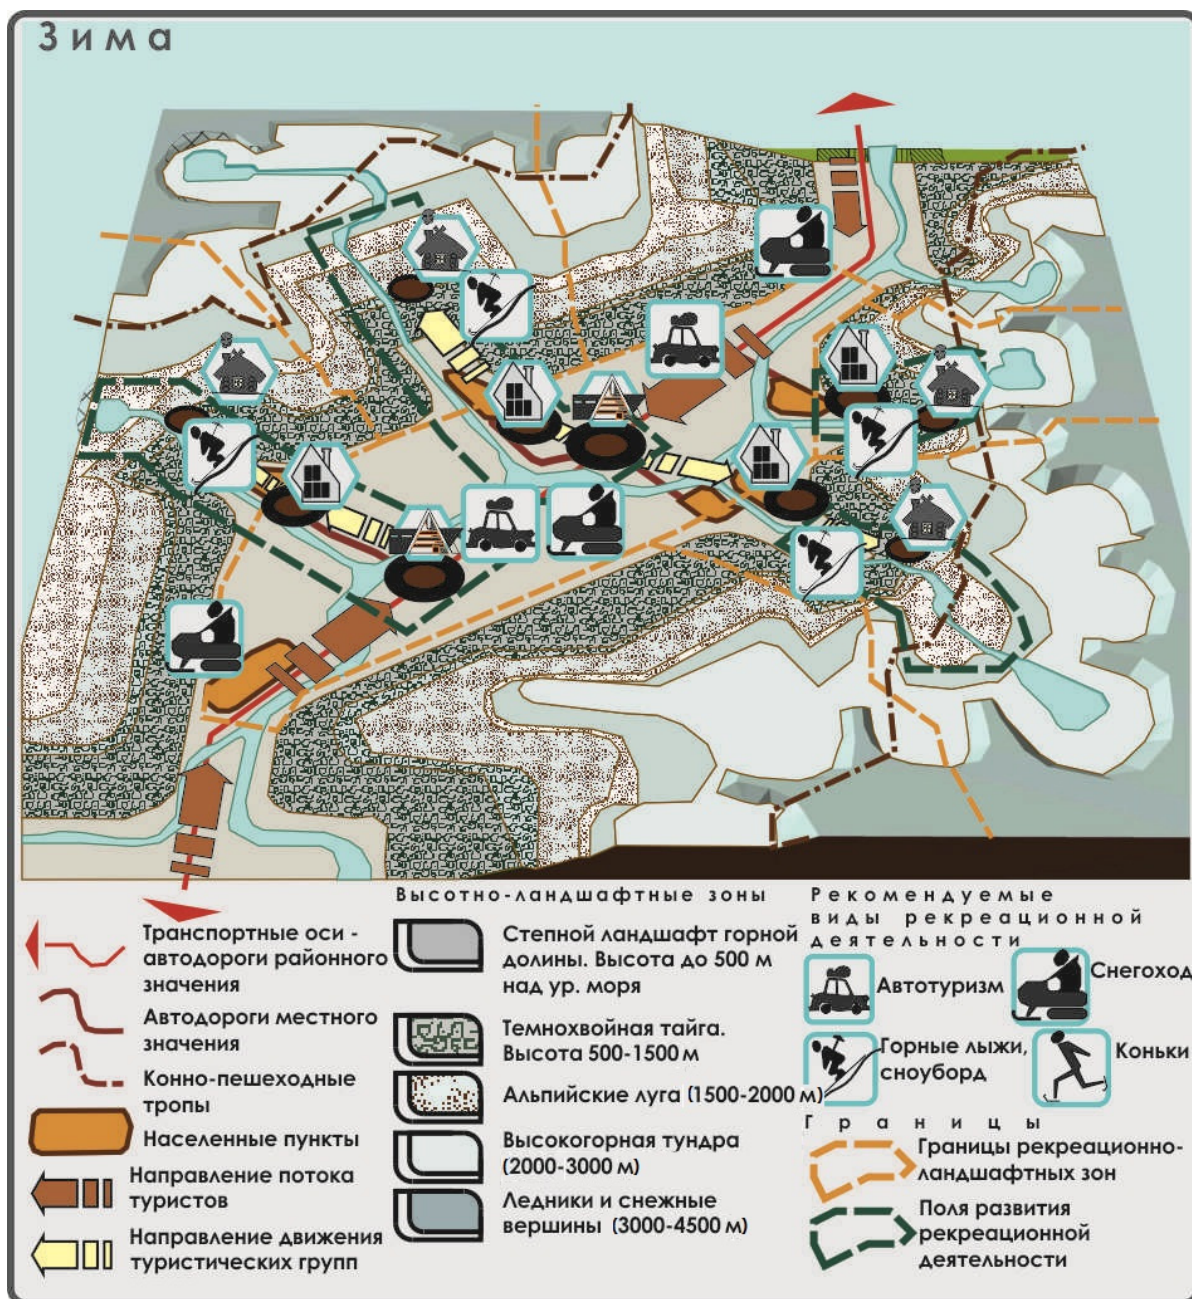 Зима
Транспортные оси -
автодороги районного
значения
Автодороги местного
значения
Конно-пешеходные
тропы
Населенные пункты
Направление потока
туристов
Направление движения
туристических групп
Высотно-ландшафтные зоны
Степной ландшафт горной
долины. Высота до 500 м
над ур. моря
Темнохвойная тайга.
Высота 500-1500 м
Альпийские луга (1500-2000 м)
Высокогорная тундра
(2000-3000 м)
Ледники и снежные
вершины (3000-4500 м)
Рекомендуемые
виды рекреационной
деятельности
Автотуризм
Снегоход
Горные лыжи,
сноуборд
Коньки
Границы
Границы рекреационно-
ландшафтных зон
Поля развития
рекреационной
деятельности